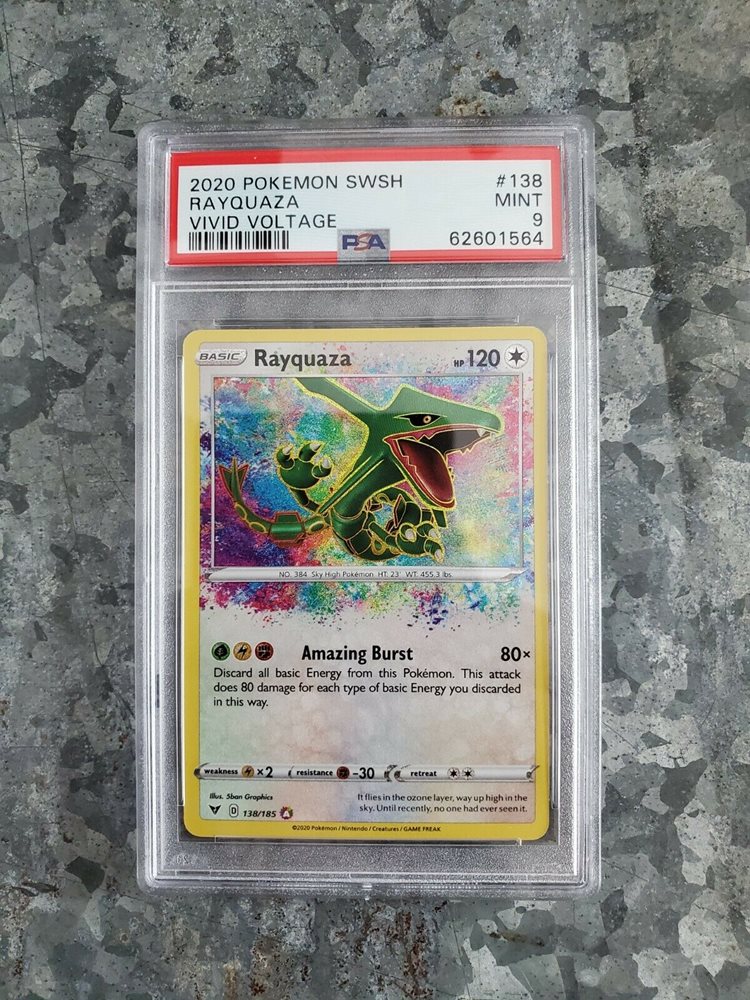 2020 POKEMON SWSH #138
RAYQUAZA MINT
VIVID VOLTAGE 9
PSA 62601564
BASIC Rayquaza HP 120
NO. 384 Sky High Pokémon HT: 23' WT: 455.3 lbs.
Amazing Burst 80×
Discard all basic Energy from this Pokémon. This attack
does 80 damage for each type of basic Energy you discarded
in this way.
weakness ×2 resistance -30 retreat
Illus. 5ban Graphics
It flies in the ozone layer, way up high in the
sky. Until recently, no one had ever seen it.
D 138/185 A
©2020 Pokémon / Nintendo / Creatures / GAME FREAK